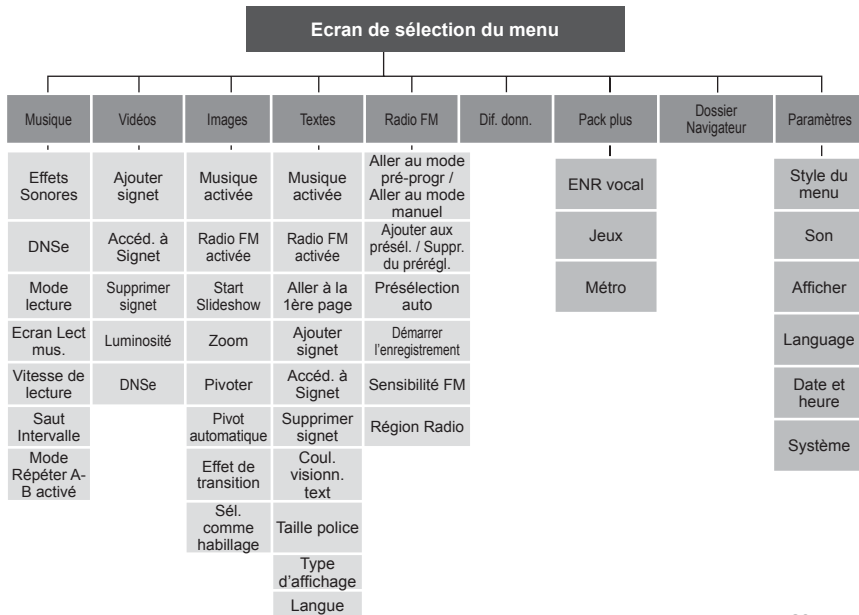 Ecran de sélection du menu
Musique
Vidéos
Images
Textes
Radio FM
Dif. donn.
Pack plus
Dossier
Navigateur
Paramètres
Effets
Sonores
DNSe
Mode
lecture
Ecran Lect
mus.
Vitesse de
lecture
Saut
Intervalle
Mode
Répéter A-
B activé
Ajouter
signet
Accéd. à
Signet
Supprimer
signet
Luminosité
DNSe
Musique
activée
Radio FM
activée
Start
Slideshow
Zoom
Pivoter
Pivot
automatique
Effet de
transition
Sél.
comme
habillage
Musique
activée
Radio FM
activée
Aller à la
1ère page
Ajouter
signet
Accéd. à
Signet
Supprimer
signet
Coul.
visionn.
text
Taille police
Type
d'affichage
Langue
Aller au mode
pré-progr /
Aller au mode
manuel
Ajouter aux
présél. / Suppr.
du prérégl.
Présélection
auto
Démarrer
l'enregistrement
Sensibilité FM
Région Radio
ENR vocal
Jeux
Métro
Style du
menu
Son
Afficher
Language
Date et
heure
Système